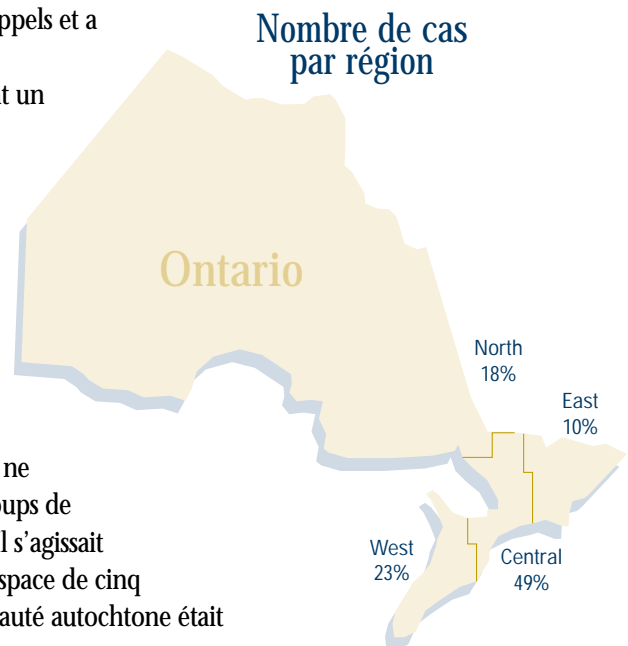 ppels et a
t un
ne
ups de
l s'agissait
space de cinq
auté autochtone était
Nombre de cas
par région
Ontario
North
18%
East
10%
West
23%
Central
49%